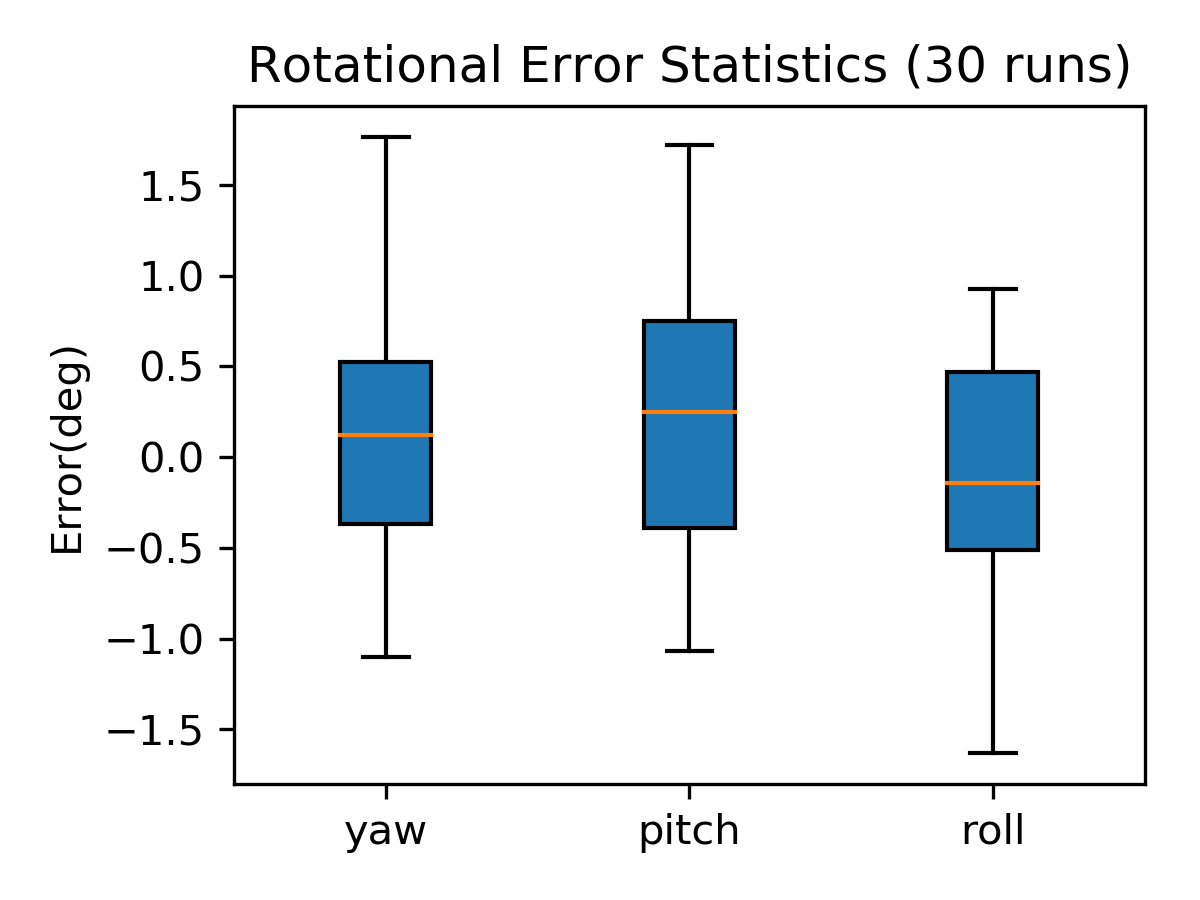 Rotational Error Statistics (30 runs)
Error(deg)
1.5
1.0
0.5
0.0
−0.5
−1.0
−1.5
yaw
pitch
roll